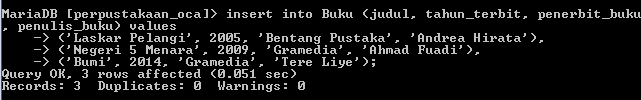 MariaDB [perpustakaan_oca]> insert into Buku (judul, tahun_terbit, penerbit_buku
, penulis_buku) values
    -> ('Laskar Pelangi', 2005, 'Bentang Pustaka', 'Andrea Hirata'),
    -> ('Negeri 5 Menara', 2009, 'Gramedia', 'Ahmad Fuadi'),
    -> ('Bumi', 2014, 'Gramedia', 'Tere Liye');
Query OK, 3 rows affected (0.051 sec)
Records: 3  Duplicates: 0  Warnings: 0